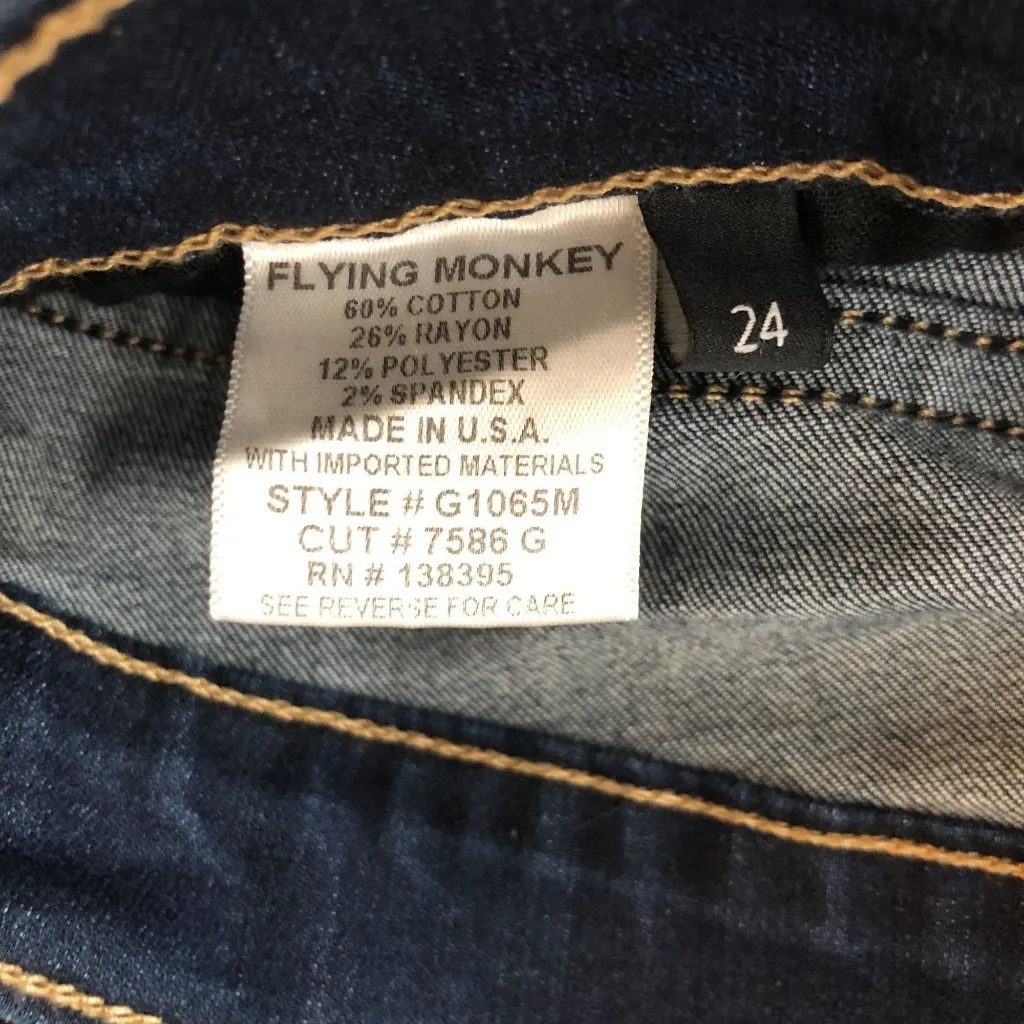 FLYING MONKEY
60% COTTON
26% RAYON
12% POLYESTER
2% SPANDEX
MADE IN U.S.A.
WITH IMPORTED MATERIALS
STYLE # G1065M
CUT # 7586 G
RN # 138395
SEE REVERSE FOR CARE
24